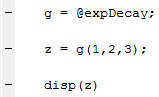 g = @expDecay;
z = g(1,2,3);
disp(z)